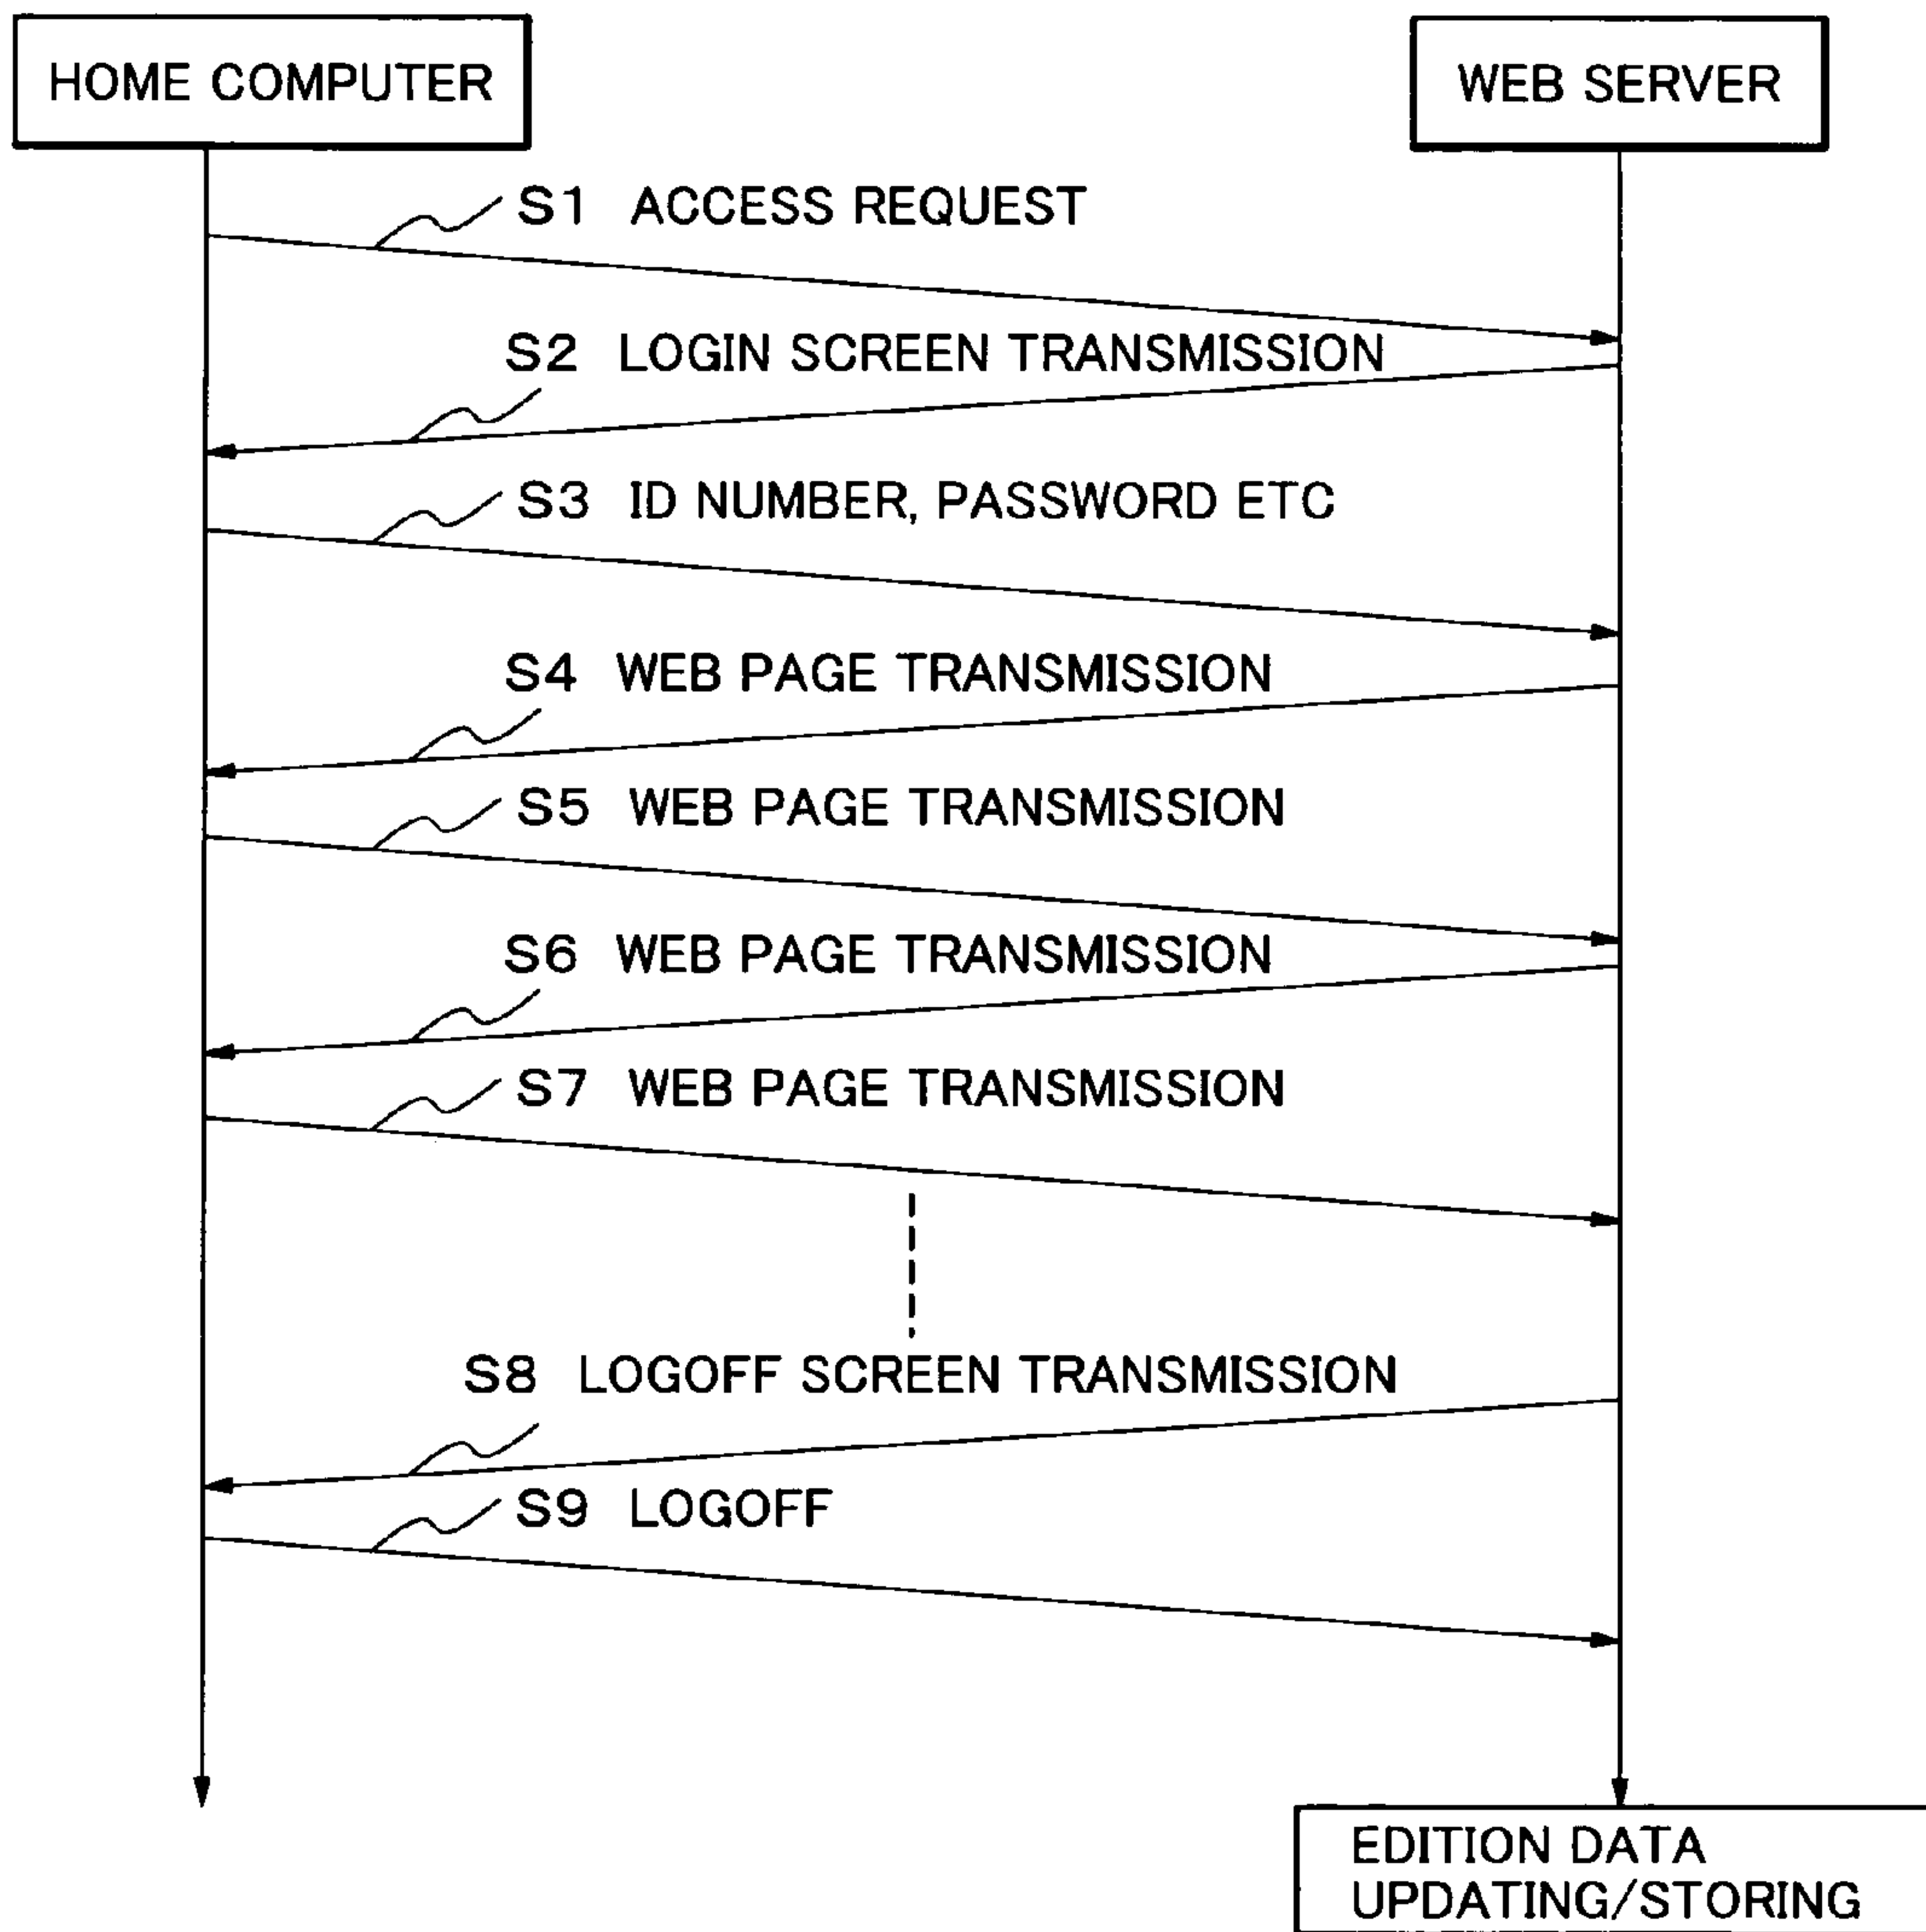 HOME COMPUTER
WEB SERVER
S1 ACCESS REQUEST
S2 LOGIN SCREEN TRANSMISSION
S3 ID NUMBER, PASSWORD ETC
S4 WEB PAGE TRANSMISSION
S5 WEB PAGE TRANSMISSION
S6 WEB PAGE TRANSMISSION
S7 WEB PAGE TRANSMISSION
S8 LOGOFF SCREEN TRANSMISSION
S9 LOGOFF
EDITION DATA
UPDATING/STORING